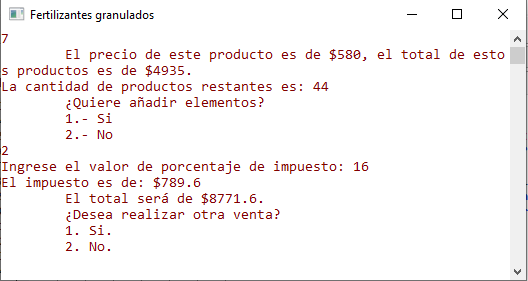 Fertilizantes granulados
7
El precio de este producto es de $580, el total de esto
s productos es de $4935.
La cantidad de productos restantes es: 44
¿Quiere añadir elementos?
1.- Si
2.- No
2
Ingrese el valor de porcentaje de impuesto: 16
El impuesto es de: $789.6
El total será de $8771.6.
¿Desea realizar otra venta?
1. Si.
2. No.